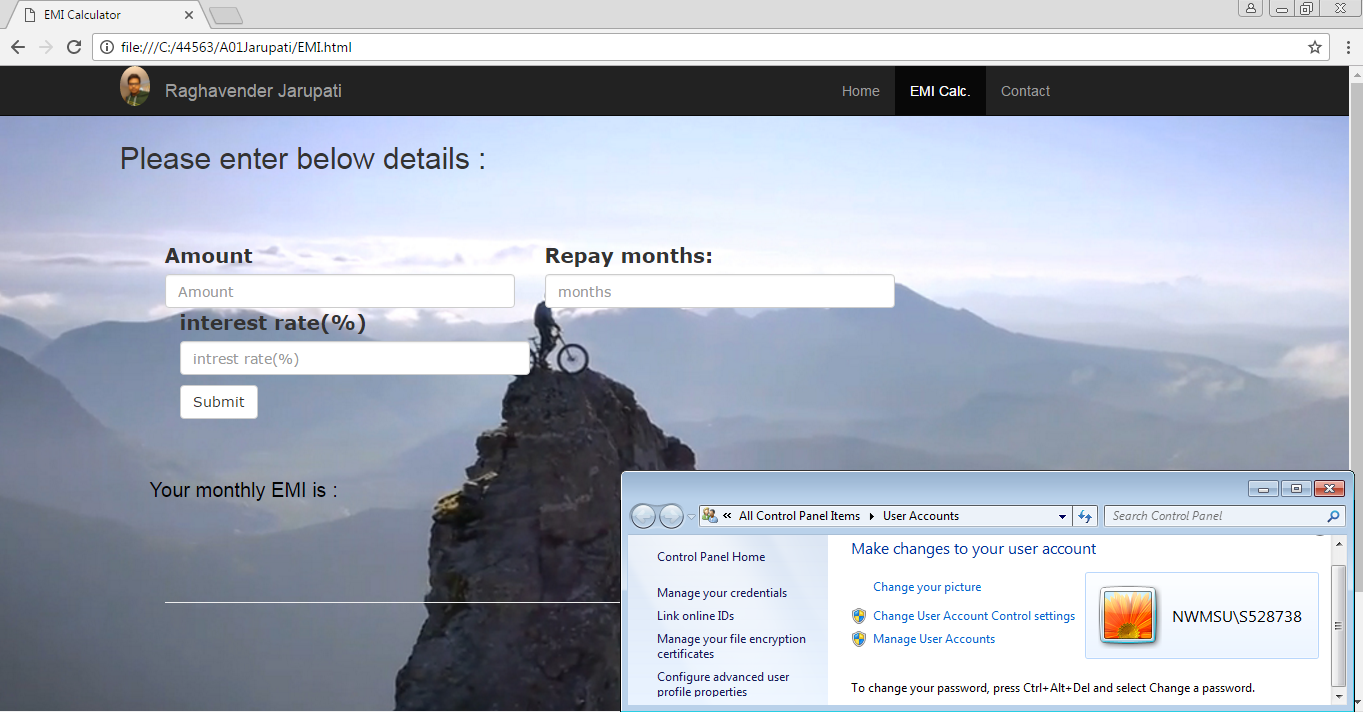 EMI Calculator
file:///C:/44563/A01Jarupati/EMI.html
Raghavender Jarupati
Home
EMI Calc.
Contact
Please enter below details :
Amount
Repay months:
Amount
months
interest rate(%)
intrest rate(%)
Submit
Your monthly EMI is :
« All Control Panel Items
User Accounts
Search Control Panel
Control Panel Home
Manage your credentials
Link online IDs
Manage your file encryption
certificates
Configure advanced user
profile properties
Make changes to your user account
Change your picture
Change User Account Control settings
Manage User Accounts
NWMSU\S528738
To change your password, press Ctrl+Alt+Del and select Change a password.